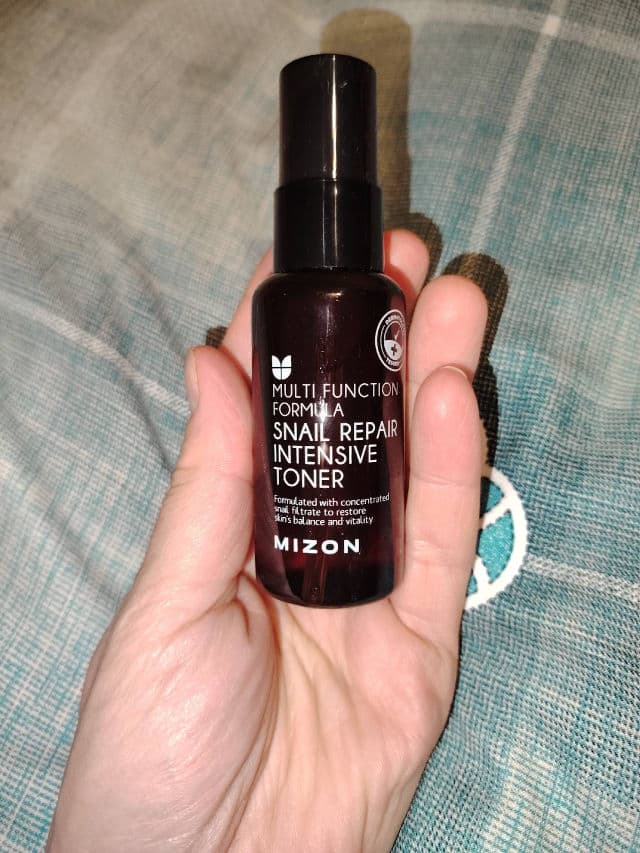 MULTI FUNCTION
FORMULA
SNAIL REPAIR
INTENSIVE
TONER
Formulated with concentrated
snail filtrate to restore
skin's balance and vitality
MIZON